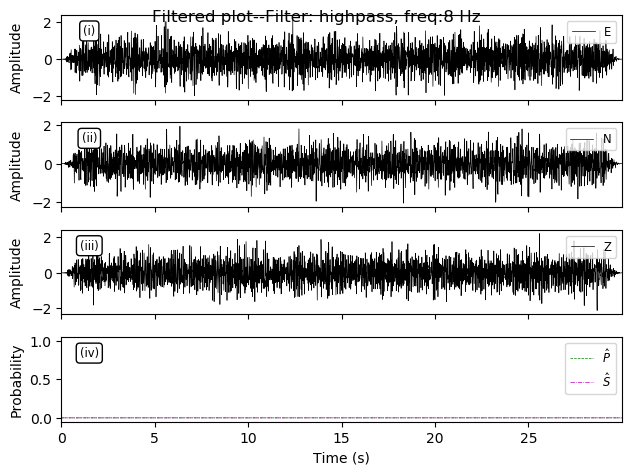 Filtered plot--Filter: highpass, freq:8 Hz
2
0
−2
Amplitude
(i)
E
2
0
−2
Amplitude
(ii)
N
2
0
−2
Amplitude
(iii)
Z
1.0
0.5
0.0
Probability
(iv)
P̂
Ŝ
0 5 10 15 20 25
Time (s)